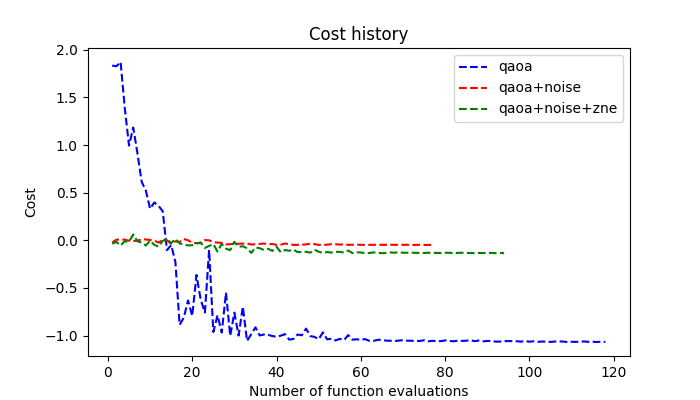 Cost history
qaoa
qaoa+noise
qaoa+noise+zne
Cost
2.0
1.5
1.0
0.5
0.0
−0.5
−1.0
0 20 40 60 80 100 120
Number of function evaluations